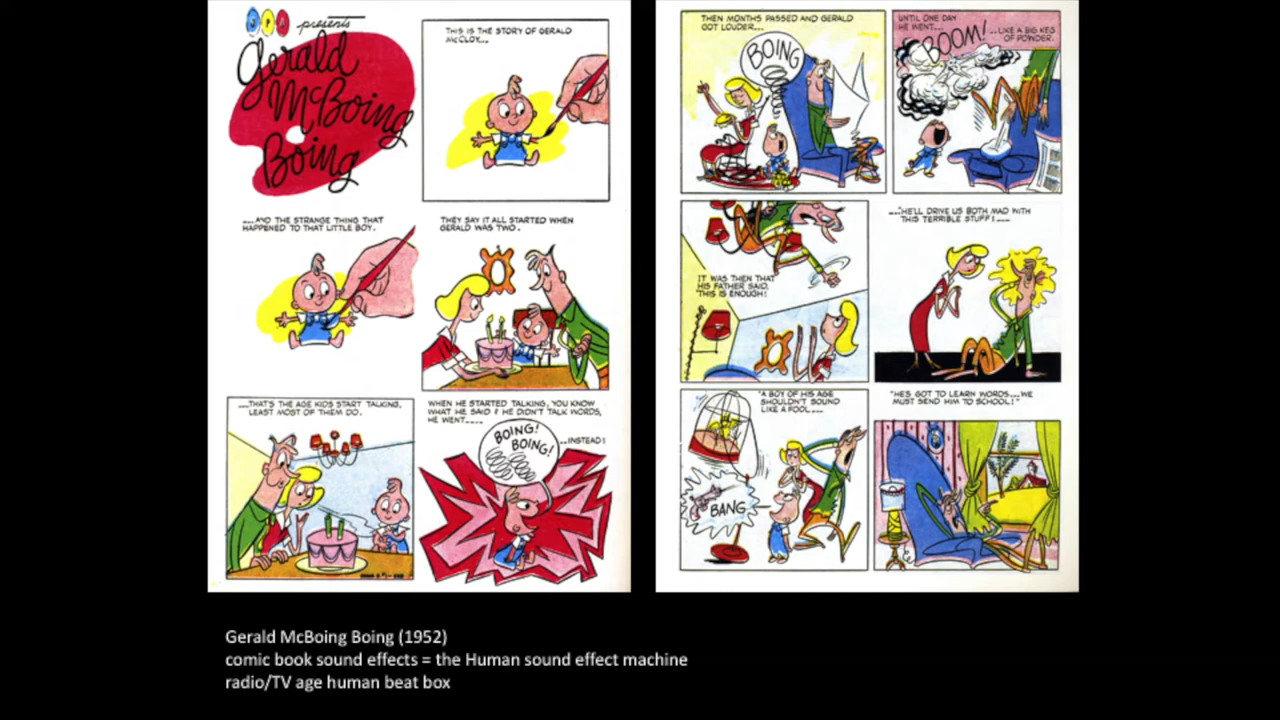 UPA presents
Gerald
McBoing
Boing
THIS IS THE STORY OF GERALD
McCLOY...
....AND THE STRANGE THING THAT
HAPPENED TO THAT LITTLE BOY.
THEY SAY IT ALL STARTED WHEN
GERALD WAS TWO.
....THAT'S THE AGE KIDS START TALKING,
LEAST MOST OF THEM DO.
WHEN HE STARTED TALKING, YOU KNOW
WHAT HE SAID? HE DIDN'T TALK WORDS,
HE WENT.....
BOING!
BOING!
...INSTEAD!
THEN MONTHS PASSED AND GERALD
GOT LOUDER...
BOING
UNTIL ONE DAY
HE WENT...
BOOM!
...LIKE A BIG KEG
OF POWDER.
IT WAS THEN THAT
HIS FATHER SAID,
"THIS IS ENOUGH!
...."HE'LL DRIVE US BOTH MAD WITH
THIS TERRIBLE STUFF!....
"A BOY OF HIS AGE
SHOULDN'T SOUND
LIKE A FOOL....
BANG
"HE'S GOT TO LEARN WORDS...WE
MUST SEND HIM TO SCHOOL!"
Gerald McBoing Boing (1952)
comic book sound effects = the Human sound effect machine
radio/TV age human beat box